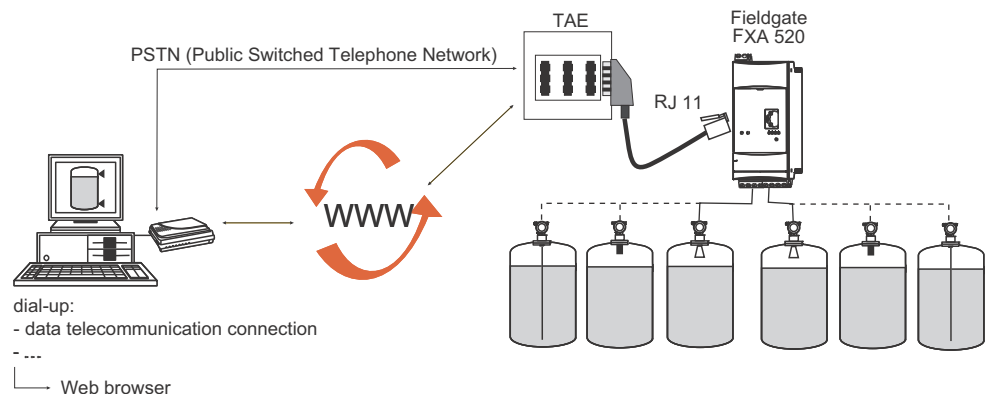 TAE
Fieldgate
FXA 520
PSTN (Public Switched Telephone Network)
RJ 11
WWW
dial-up:
- data telecommunication connection
- ---
Web browser